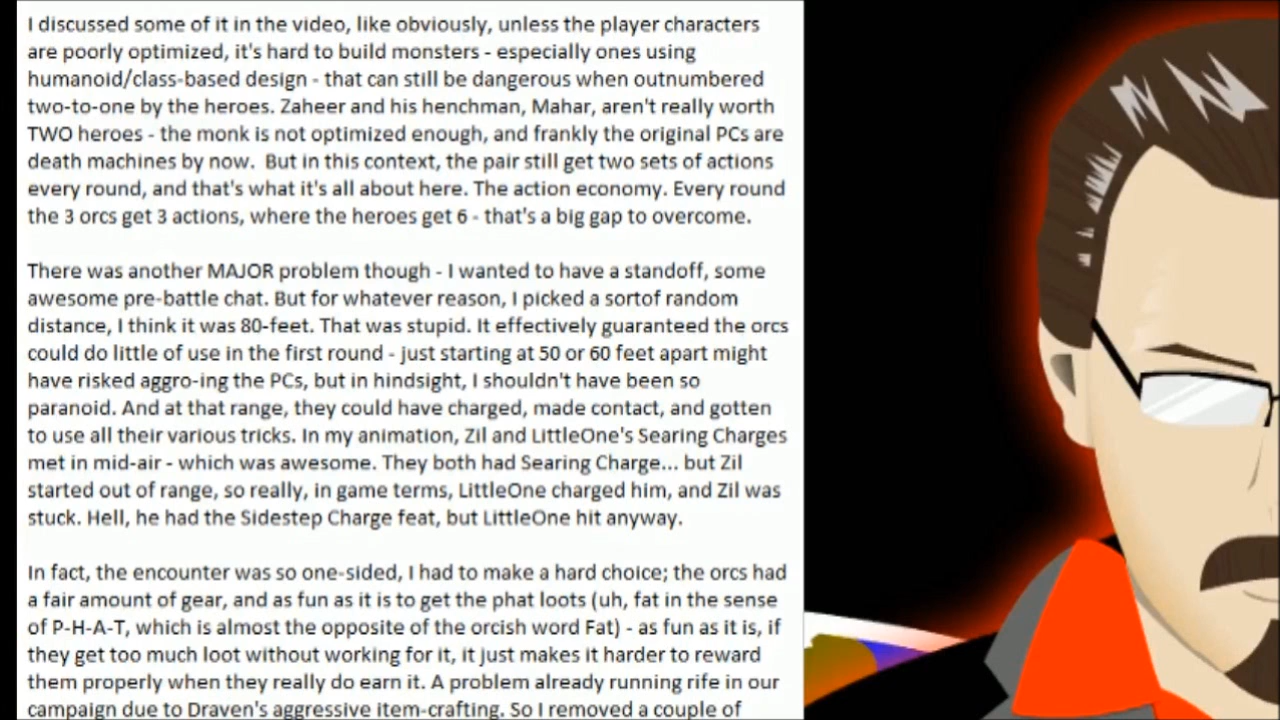 I discussed some of it in the video, like obviously, unless the player characters
are poorly optimized, it's hard to build monsters - especially ones using
humanoid/class-based design - that can still be dangerous when outnumbered
two-to-one by the heroes. Zaheer and his henchman, Mahar, aren't really worth
TWO heroes - the monk is not optimized enough, and frankly the original PCs are
death machines by now.  But in this context, the pair still get two sets of actions
every round, and that's what it's all about here. The action economy. Every round
the 3 orcs get 3 actions, where the heroes get 6 - that's a big gap to overcome.
There was another MAJOR problem though - I wanted to have a standoff, some
awesome pre-battle chat. But for whatever reason, I picked a sortof random
distance, I think it was 80-feet. That was stupid. It effectively guaranteed the orcs
could do little of use in the first round - just starting at 50 or 60 feet apart might
have risked aggro-ing the PCs, but in hindsight, I shouldn't have been so
paranoid. And at that range, they could have charged, made contact, and gotten
to use all their various tricks. In my animation, Zil and LittleOne's Searing Charges
met in mid-air - which was awesome. They both had Searing Charge... but Zil
started out of range, so really, in game terms, LittleOne charged him, and Zil was
stuck. Hell, he had the Sidestep Charge feat, but LittleOne hit anyway.
In fact, the encounter was so one-sided, I had to make a hard choice; the orcs had
a fair amount of gear, and as fun as it is to get the phat loots (uh, fat in the sense
of P-H-A-T, which is almost the opposite of the orcish word Fat) - as fun as it is, if
they get too much loot without working for it, it just makes it harder to reward
them properly when they really do earn it. A problem already running rife in our
campaign due to Draven's aggressive item-crafting. So I removed a couple of